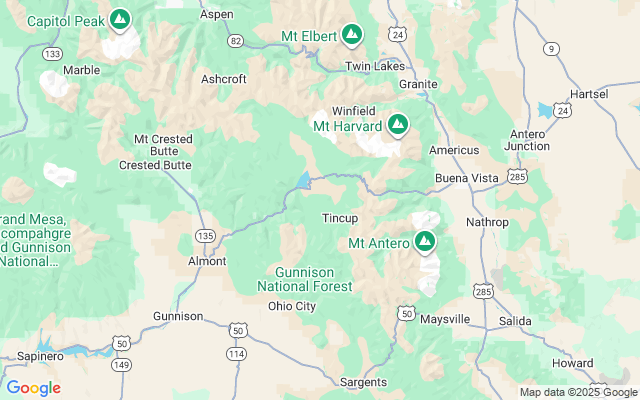 Aspen
Capitol Peak
Mt Elbert
24
82
133
9
Twin Lakes
Marble
Ashcroft
Granite
Hartsel
Winfield
24
Mt Harvard
Mt Crested
Butte
Crested Butte
Antero
Junction
Americus
Buena Vista
285
rand Mesa,
compahgre
d Gunnison
National...
Tincup
Nathrop
135
Mt Antero
Almont
Gunnison
National Forest
285
Ohio City
50
Gunnison
Maysville
Salida
50
50
Sapinero
114
149
Howard
Sargents
Google
Map data ©2025 Google